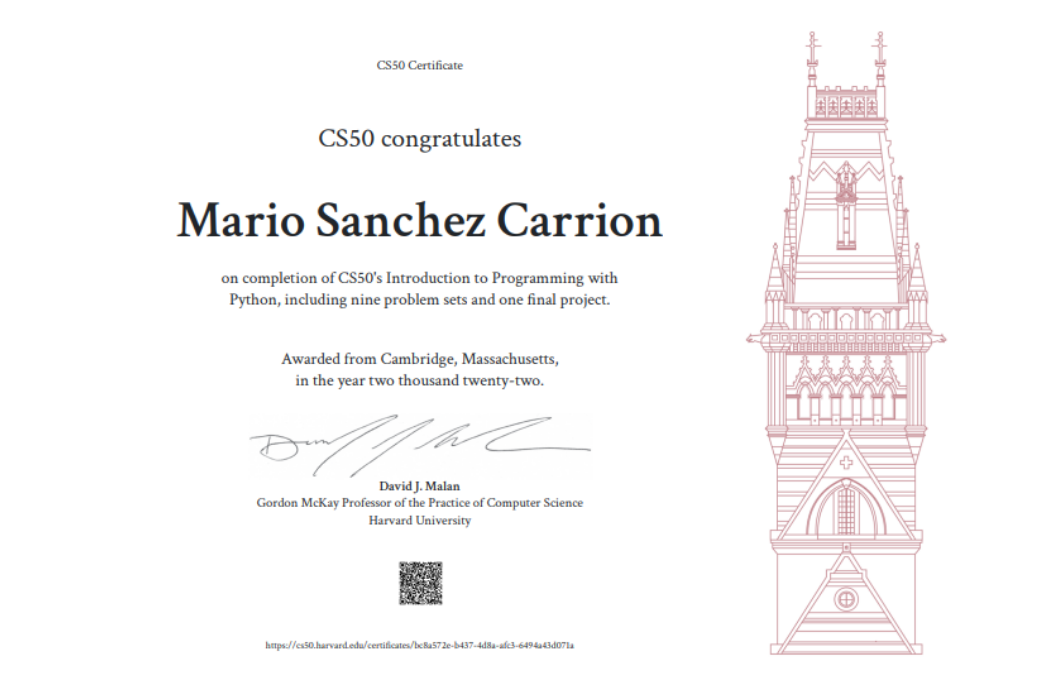 CS50 Certificate
CS50 congratulates
Mario Sanchez Carrion
on completion of CS50's Introduction to Programming with
Python, including nine problem sets and one final project.
Awarded from Cambridge, Massachusetts,
in the year two thousand twenty-two.
David J. Malan
Gordon McKay Professor of the Practice of Computer Science
Harvard University
https://cs50.harvard.edu/certificates/bc8a572e-b437-4d8a-afc3-6494a43d071a